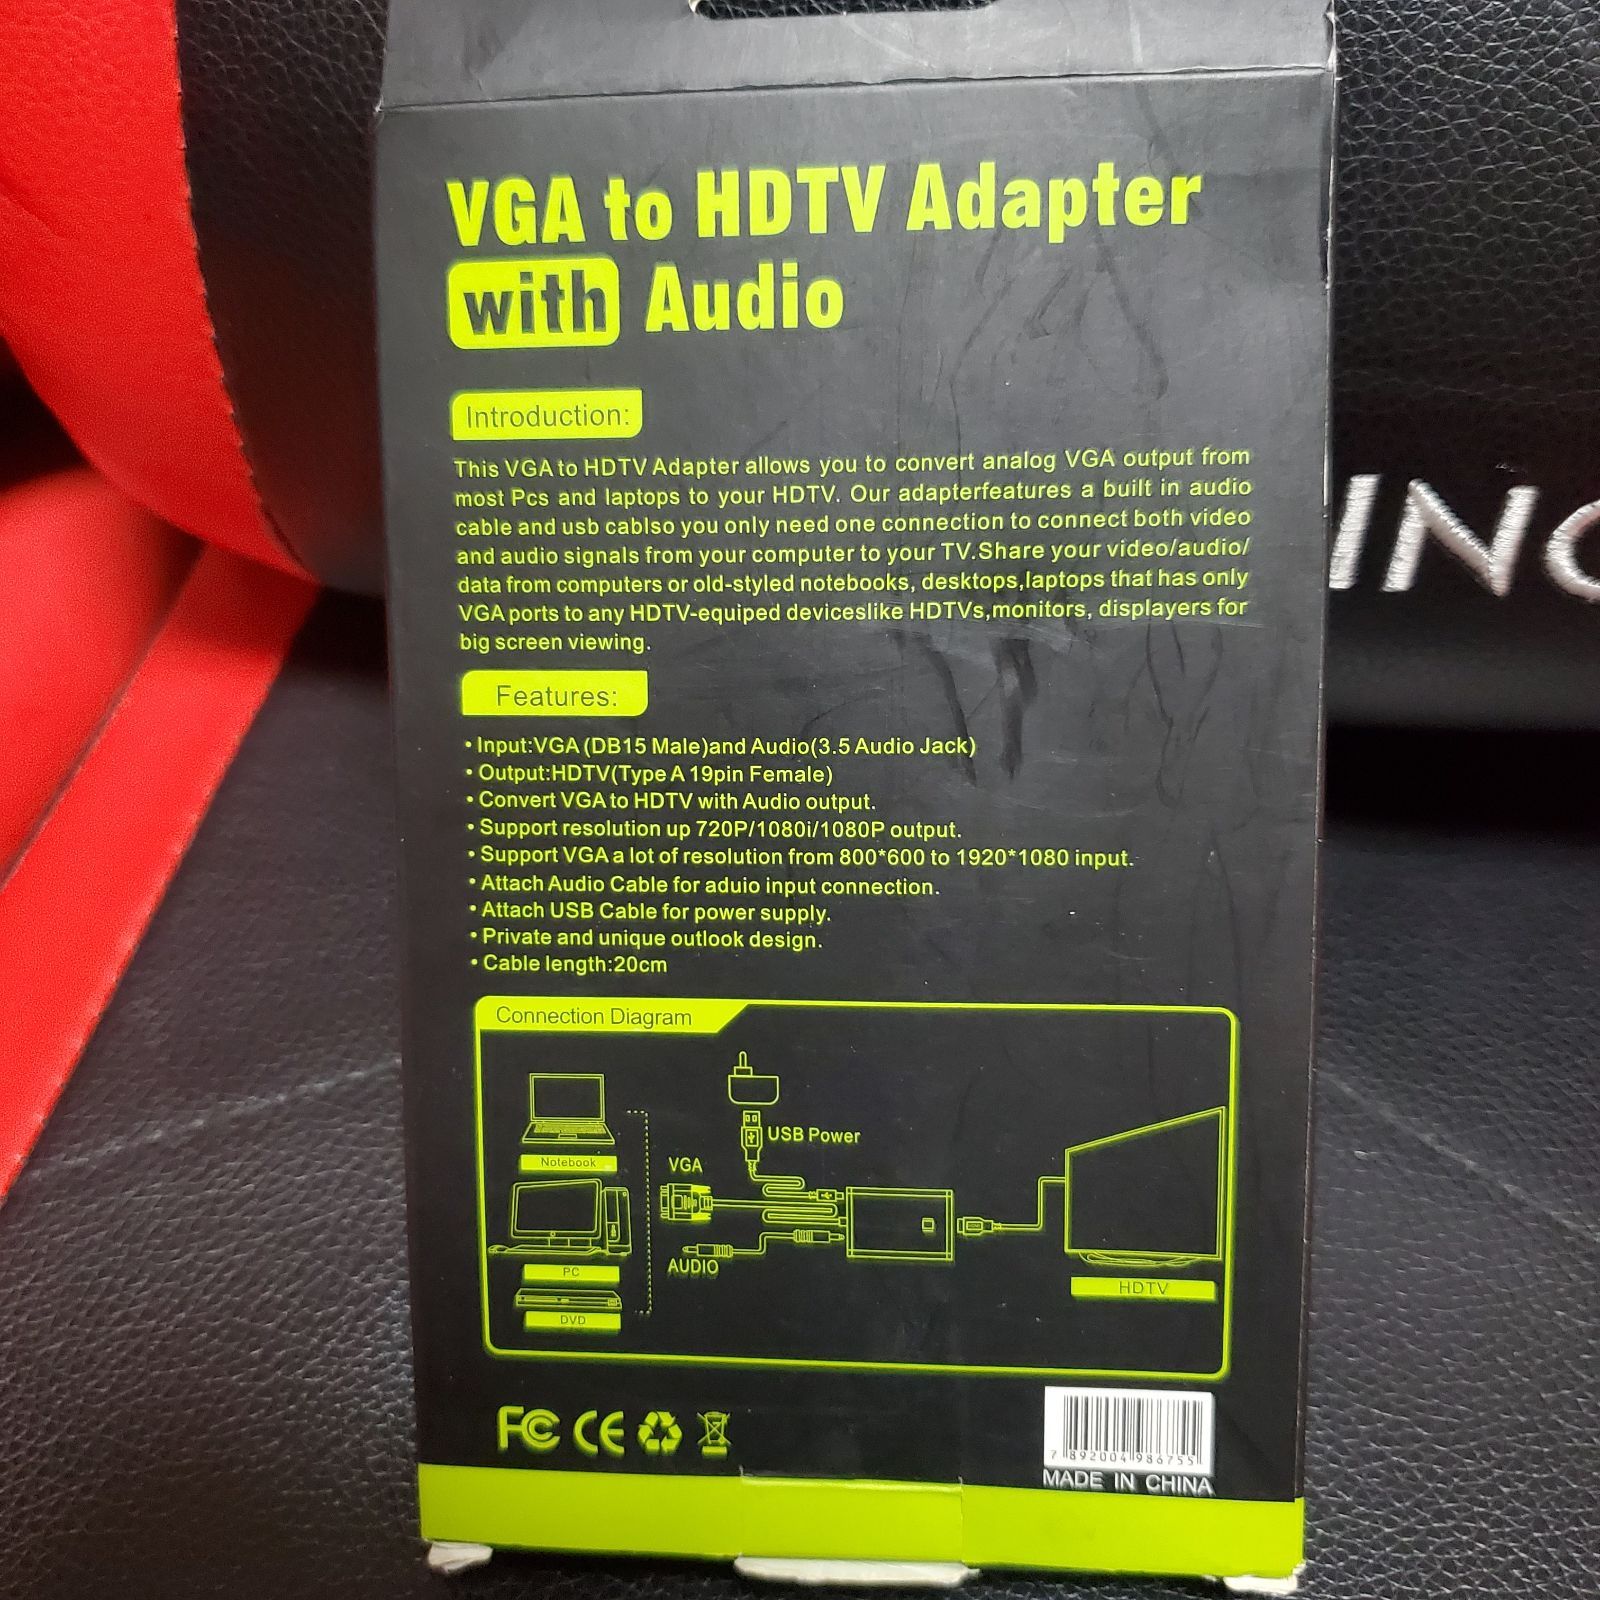 VGA to HDTV Adapter
with Audio
Introduction:
This VGA to HDTV Adapter allows you to convert analog VGA output from
most Pcs and laptops to your HDTV. Our adapterfeatures a built in audio
cable and usb cablso you only need one connection to connect both video
and audio signals from your computer to your TV.Share your video/audio/
data from computers or old-styled notebooks, desktops,laptops that has only
VGA ports to any HDTV-equiped deviceslike HDTVs,monitors, displayers for
big screen viewing.
Features:
• Input:VGA (DB15 Male)and Audio(3.5 Audio Jack)
• Output:HDTV(Type A 19pin Female)
• Convert VGA to HDTV with Audio output.
• Support resolution up 720P/1080i/1080P output.
• Support VGA a lot of resolution from 800*600 to 1920*1080 input.
• Attach Audio Cable for aduio input connection.
• Attach USB Cable for power supply.
• Private and unique outlook design.
• Cable length:20cm
Connection Diagram
USB Power
Notebook
VGA
PC
AUDIO
DVD
HDTV
FC CE
7 892004 986755
MADE IN CHINA
INC